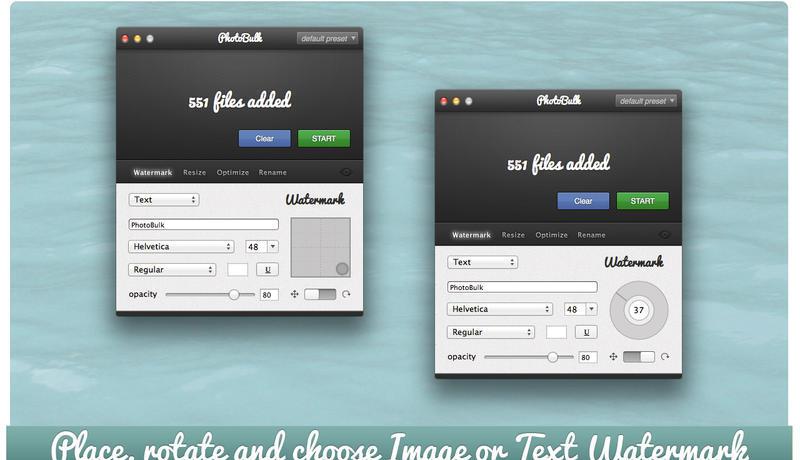 PhotoBulk
default preset
551 files added
Clear
START
Watermark Resize Optimize Rename
Text
Watermark
PhotoBulk
Helvetica
48
Regular
U
opacity
80
PhotoBulk
default preset
551 files added
Clear
START
Watermark Resize Optimize Rename
Text
Watermark
PhotoBulk
Helvetica
48
37
Regular
U
opacity
80
Place, rotate and choose Image or Text Watermark